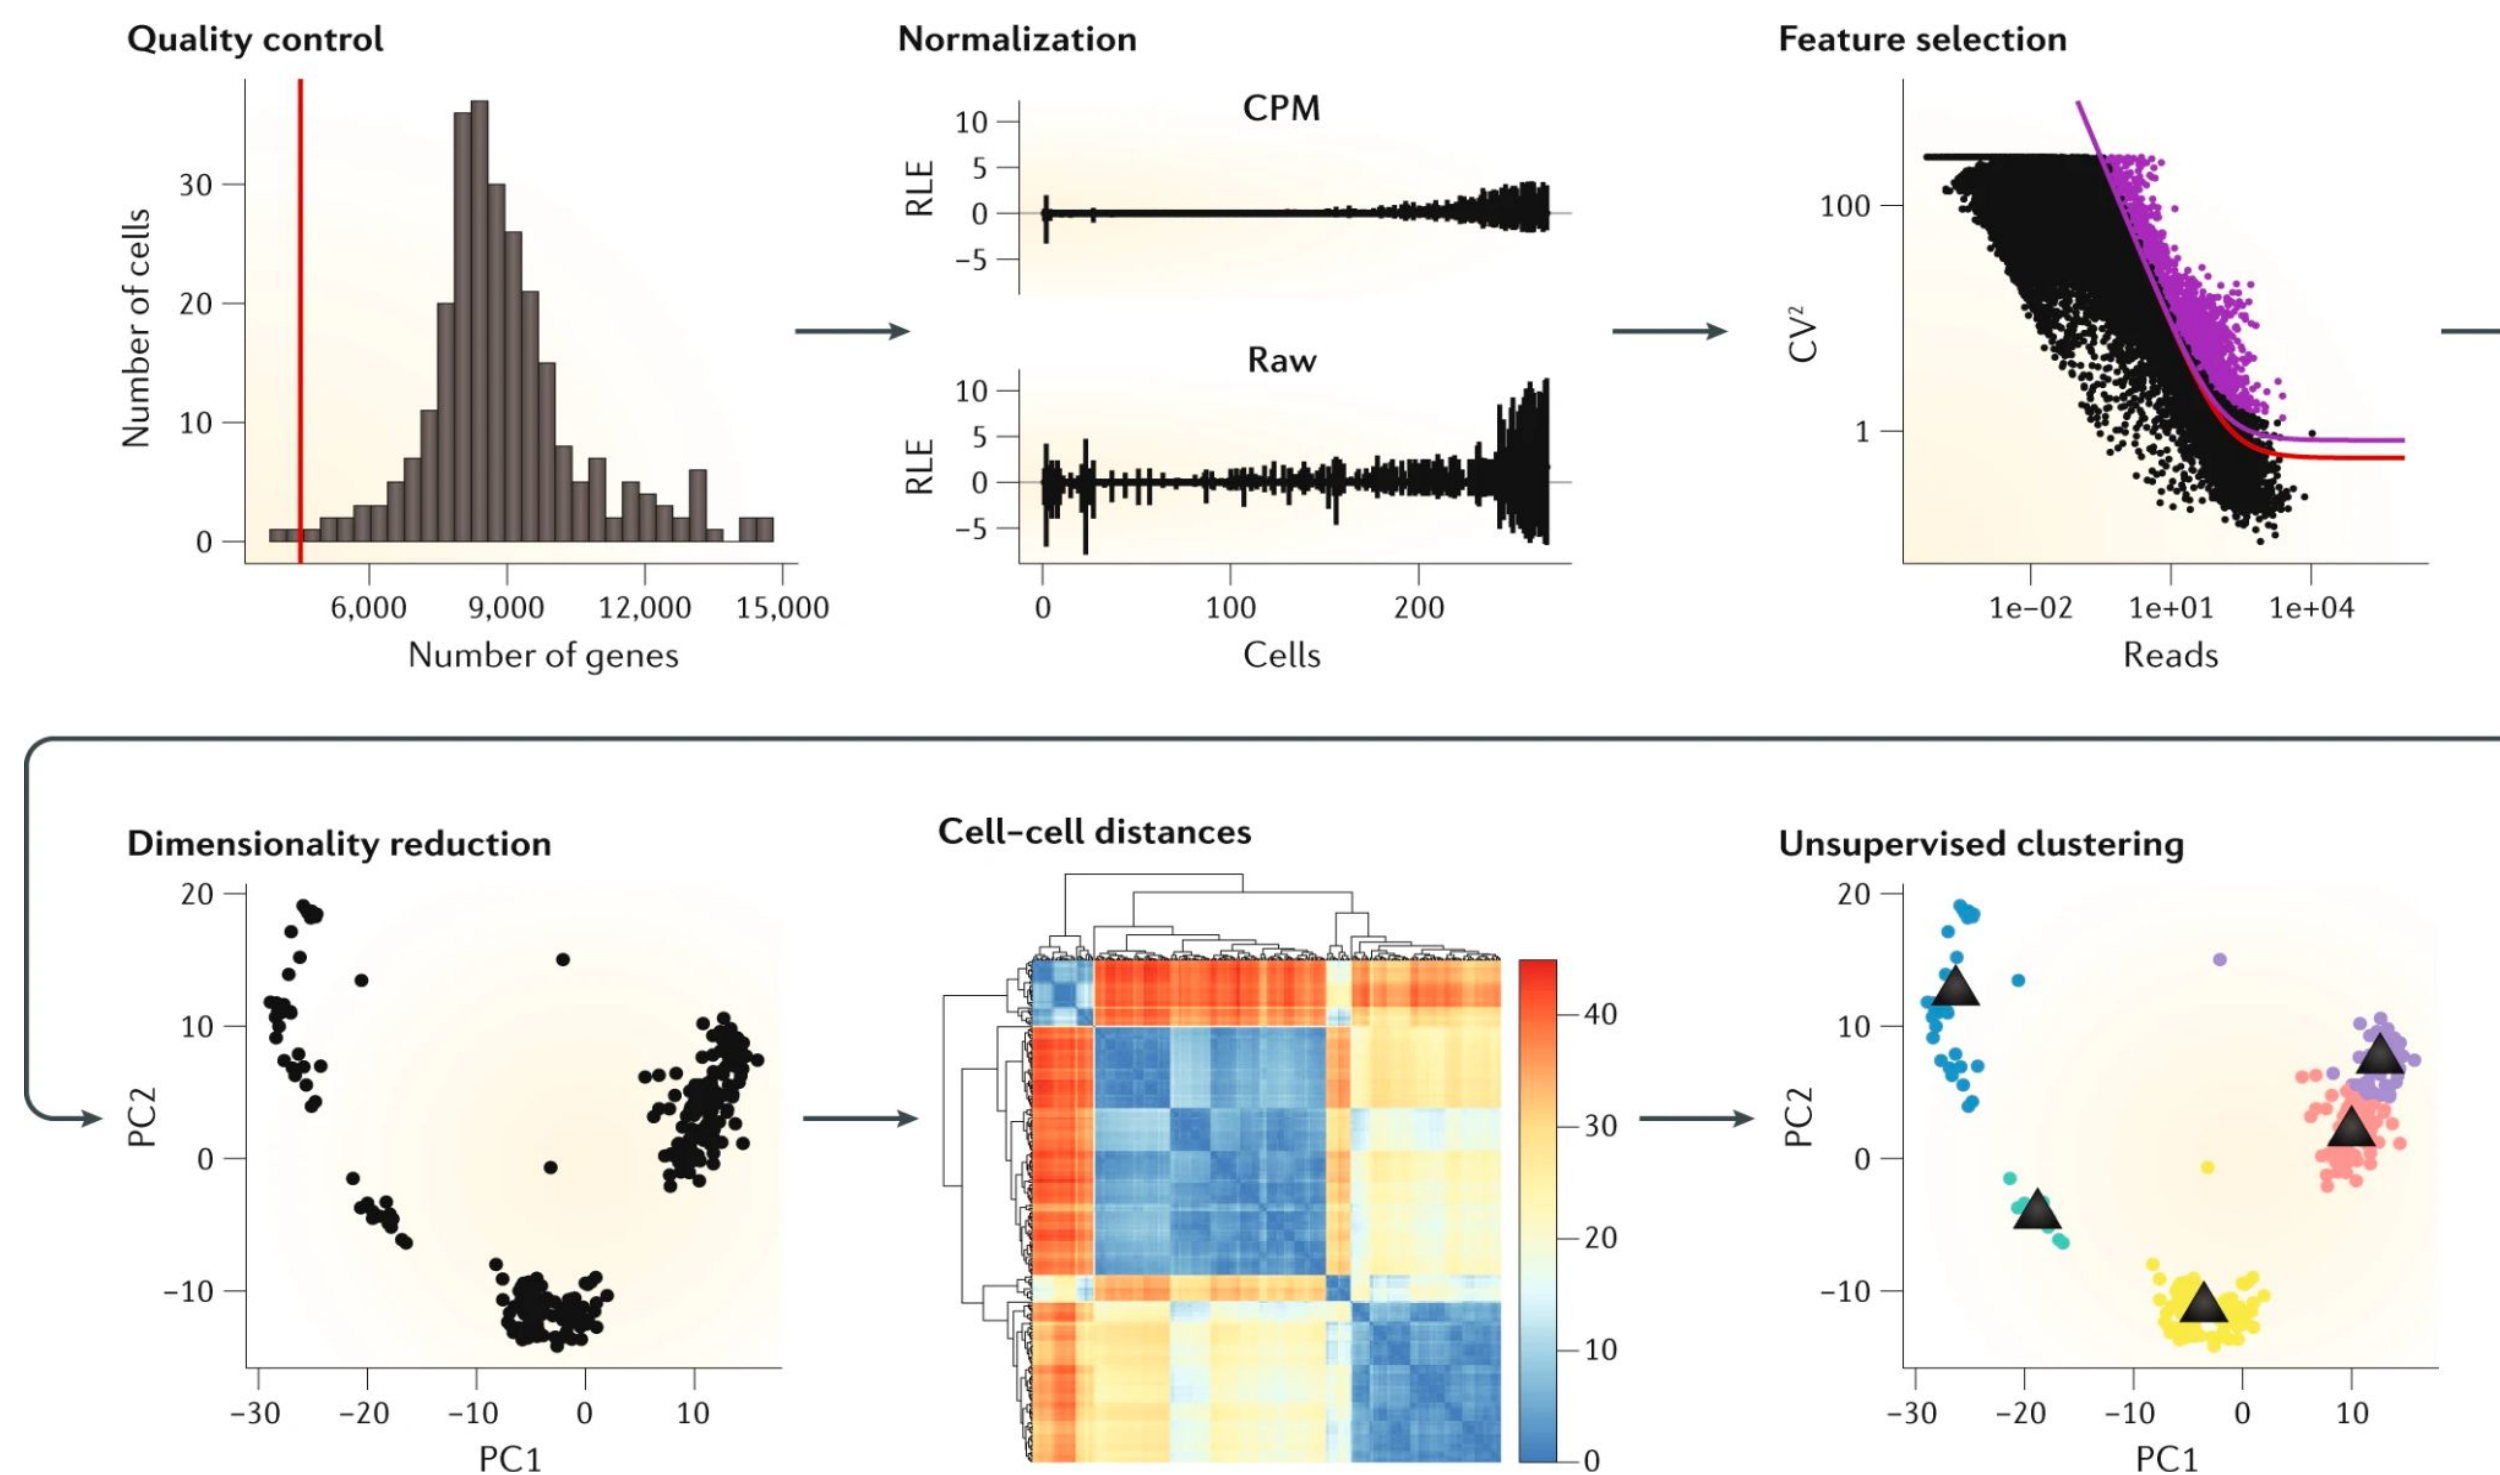 Quality control
Number of cells
30
20
10
0
6,000 9,000 12,000 15,000
Number of genes
Normalization
CPM
RLE
10
5
0
−5
Raw
RLE
10
5
0
−5
0 100 200
Cells
Feature selection
CV²
100
1
1e−02 1e+01 1e+04
Reads
Dimensionality reduction
PC2
20
10
0
−10
−30 −20 −10 0 10
PC1
Cell–cell distances
40
30
20
10
0
Unsupervised clustering
PC2
20
10
0
−10
−30 −20 −10 0 10
PC1